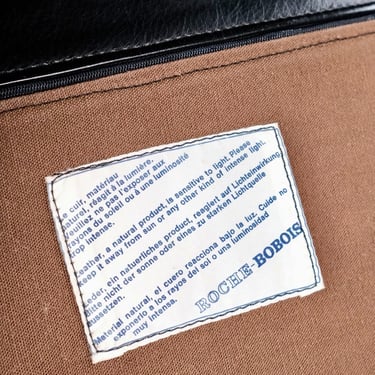 Le cuir, matériau
naturel, réagit à la lumière.
Veuillez ne pas l'exposer aux
rayons du soleil ou à une luminosité
trop intense.
Leather, a natural product, is sensitive to light. Please
keep it away from sun or any other kind of intense light.
Leder, ein natuerliches product, reagiert auf Lichteinwirkung
Bitte nicht der sonne oder eines zu starken Lichtquelle
aussetzen.
Material natural, el cuero reacciona bajo la luz. Cuide no
exponerlo a los rayos del sol o una luminosidad
muy intensa.
ROCHE-BOBOIS